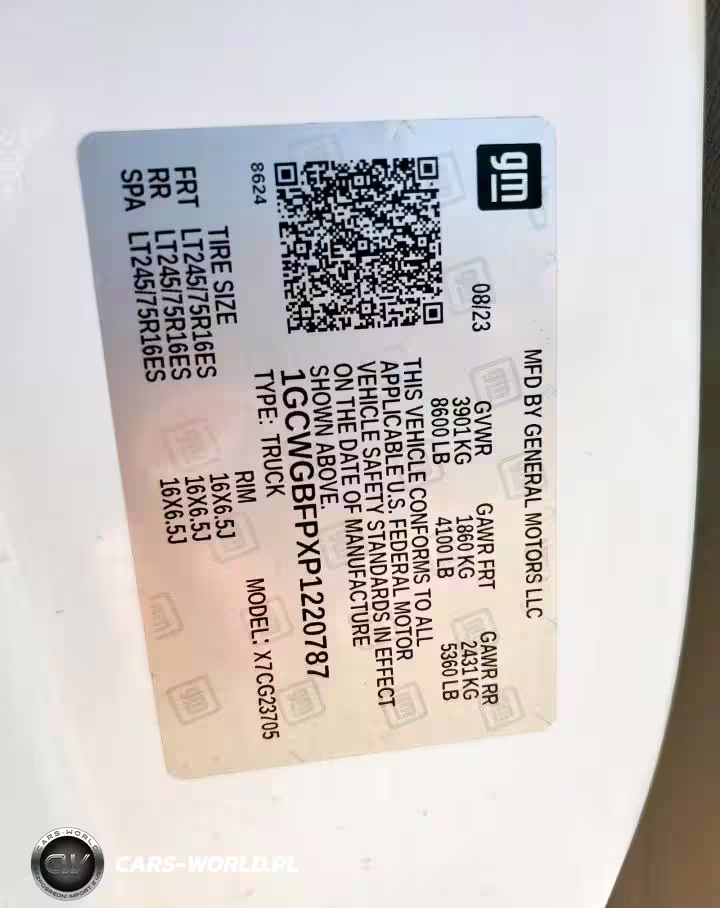 gm
MFD BY GENERAL MOTORS LLC
08/23 GVWR GAWR FRT GAWR RR
3901 KG 1860 KG 2431 KG
8600 LB 4100 LB 5360 LB
THIS VEHICLE CONFORMS TO ALL
APPLICABLE U.S. FEDERAL MOTOR
VEHICLE SAFETY STANDARDS IN EFFECT
ON THE DATE OF MANUFACTURE
SHOWN ABOVE.
1GCWGBFPXP1220787
8624 TYPE: TRUCK MODEL: X7CG23705
TIRE SIZE RIM
FRT LT245/75R16ES 16X6.5J
RR LT245/75R16ES 16X6.5J
SPA LT245/75R16ES 16X6.5J
CARS-WORLD
CW
CARS-WORLD.PL